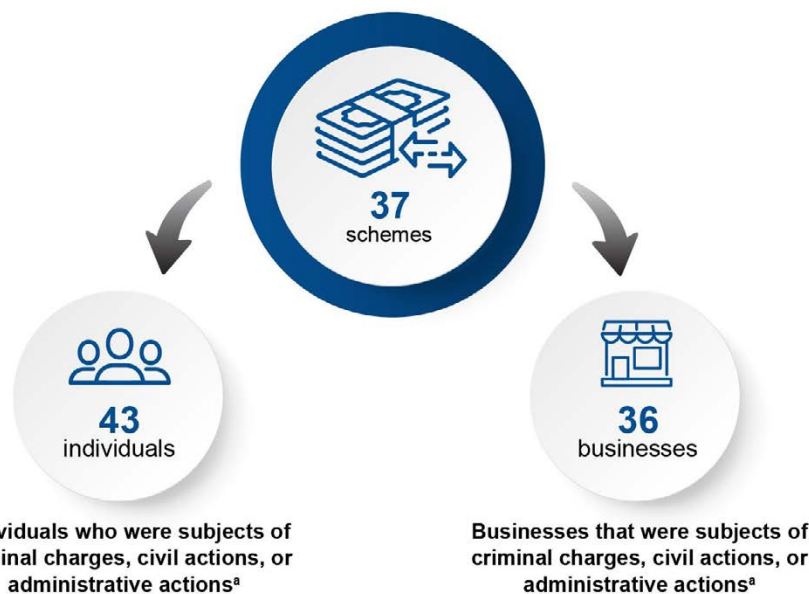 37
schemes
43
individuals
36
businesses
viduals who were subjects of
inal charges, civil actions, or
administrative actionsª
Businesses that were subjects of
criminal charges, civil actions, or
administrative actionsª